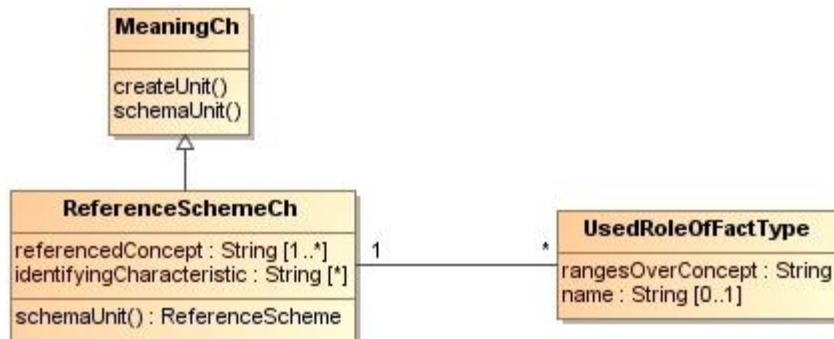 MeaningCh
createUnit()
schemaUnit()
ReferenceSchemeCh
referencedConcept : String [1..*]
identifyingCharacteristic : String [*]
schemaUnit() : ReferenceScheme
1
*
UsedRoleOfFactType
rangesOverConcept : String
name : String [0..1]